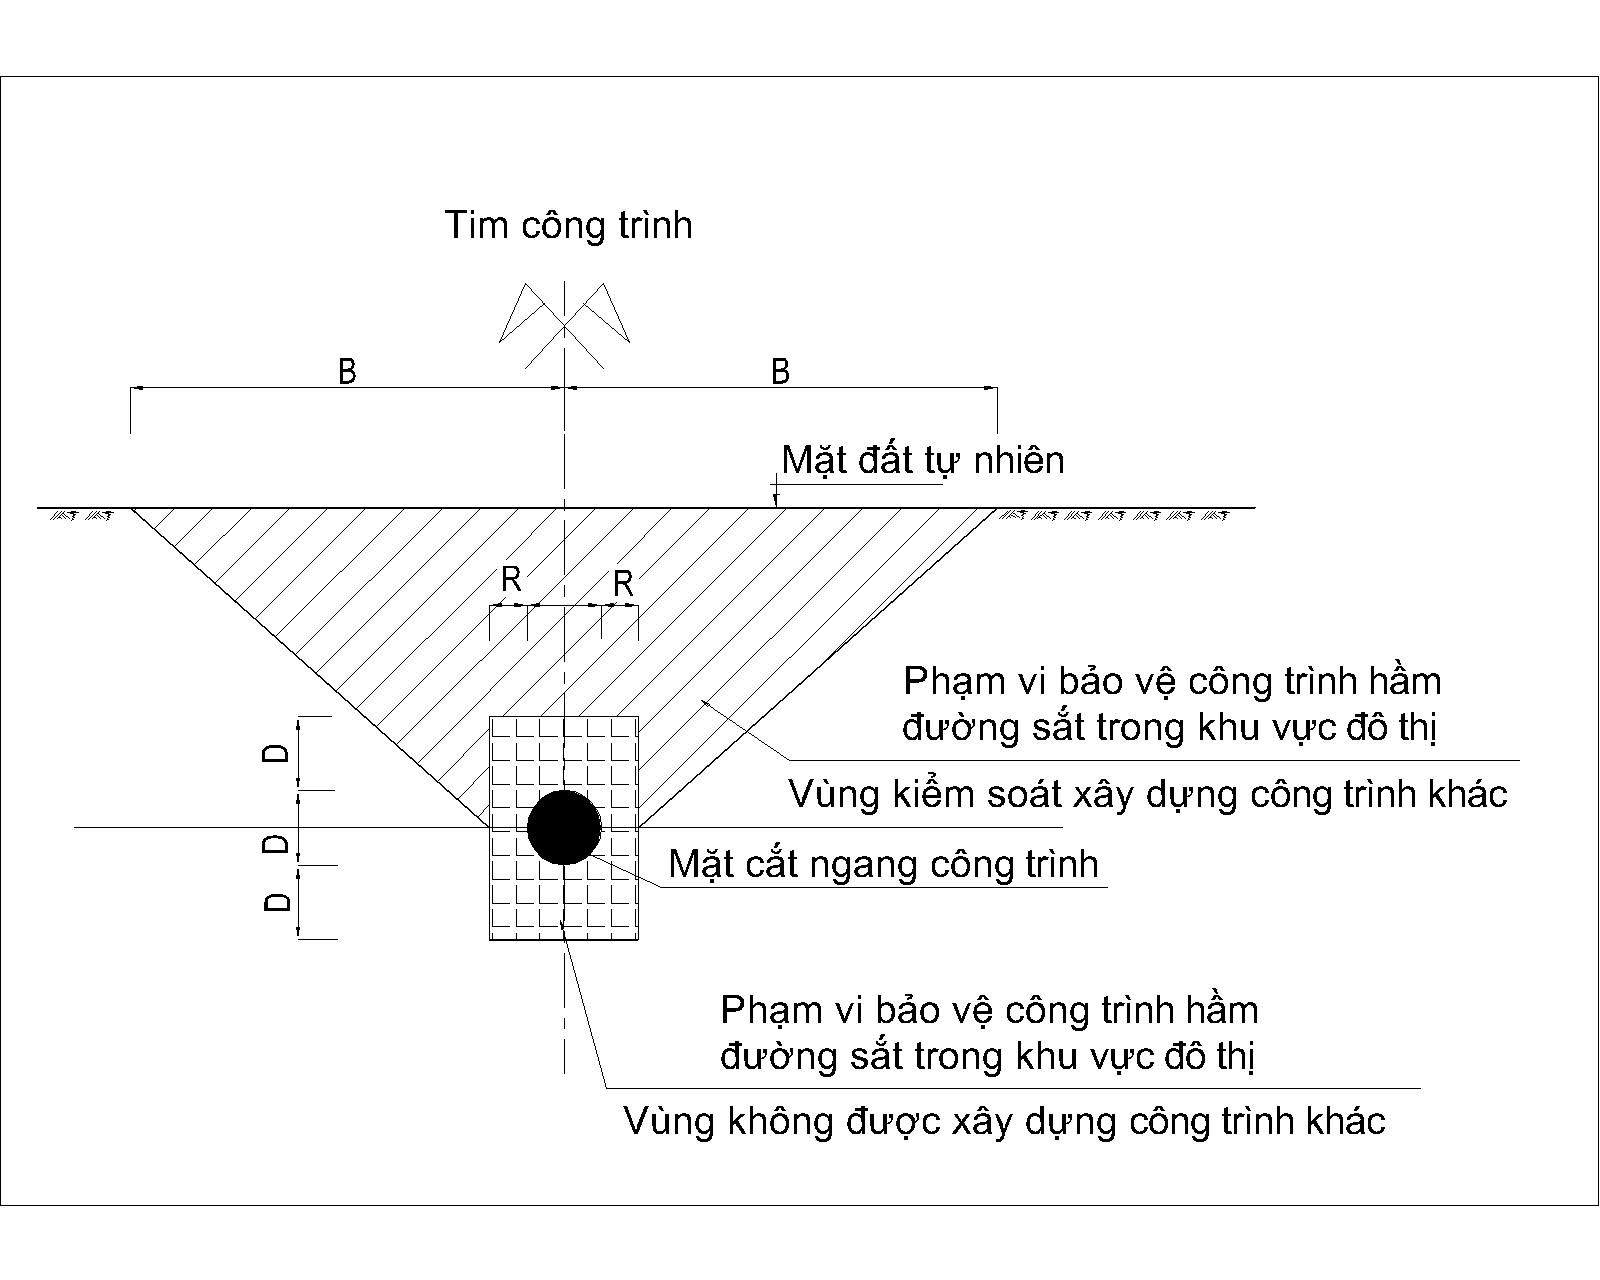 Tim công trình
B
B
Mặt đất tự nhiên
R
R
Phạm vi bảo vệ công trình hầm
đường sắt trong khu vực đô thị
D
Vùng kiểm soát xây dựng công trình khác
D
Mặt cắt ngang công trình
D
Phạm vi bảo vệ công trình hầm
đường sắt trong khu vực đô thị
Vùng không được xây dựng công trình khác